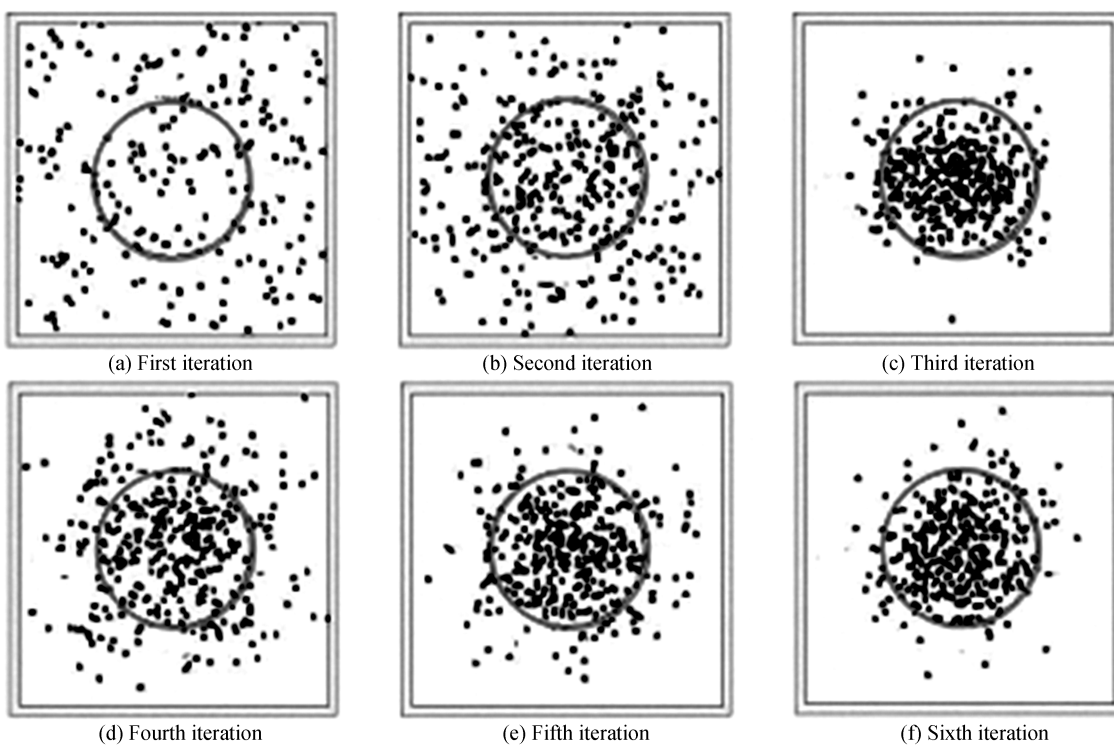 (a) First iteration
(b) Second iteration
(c) Third iteration
(d) Fourth iteration
(e) Fifth iteration
(f) Sixth iteration